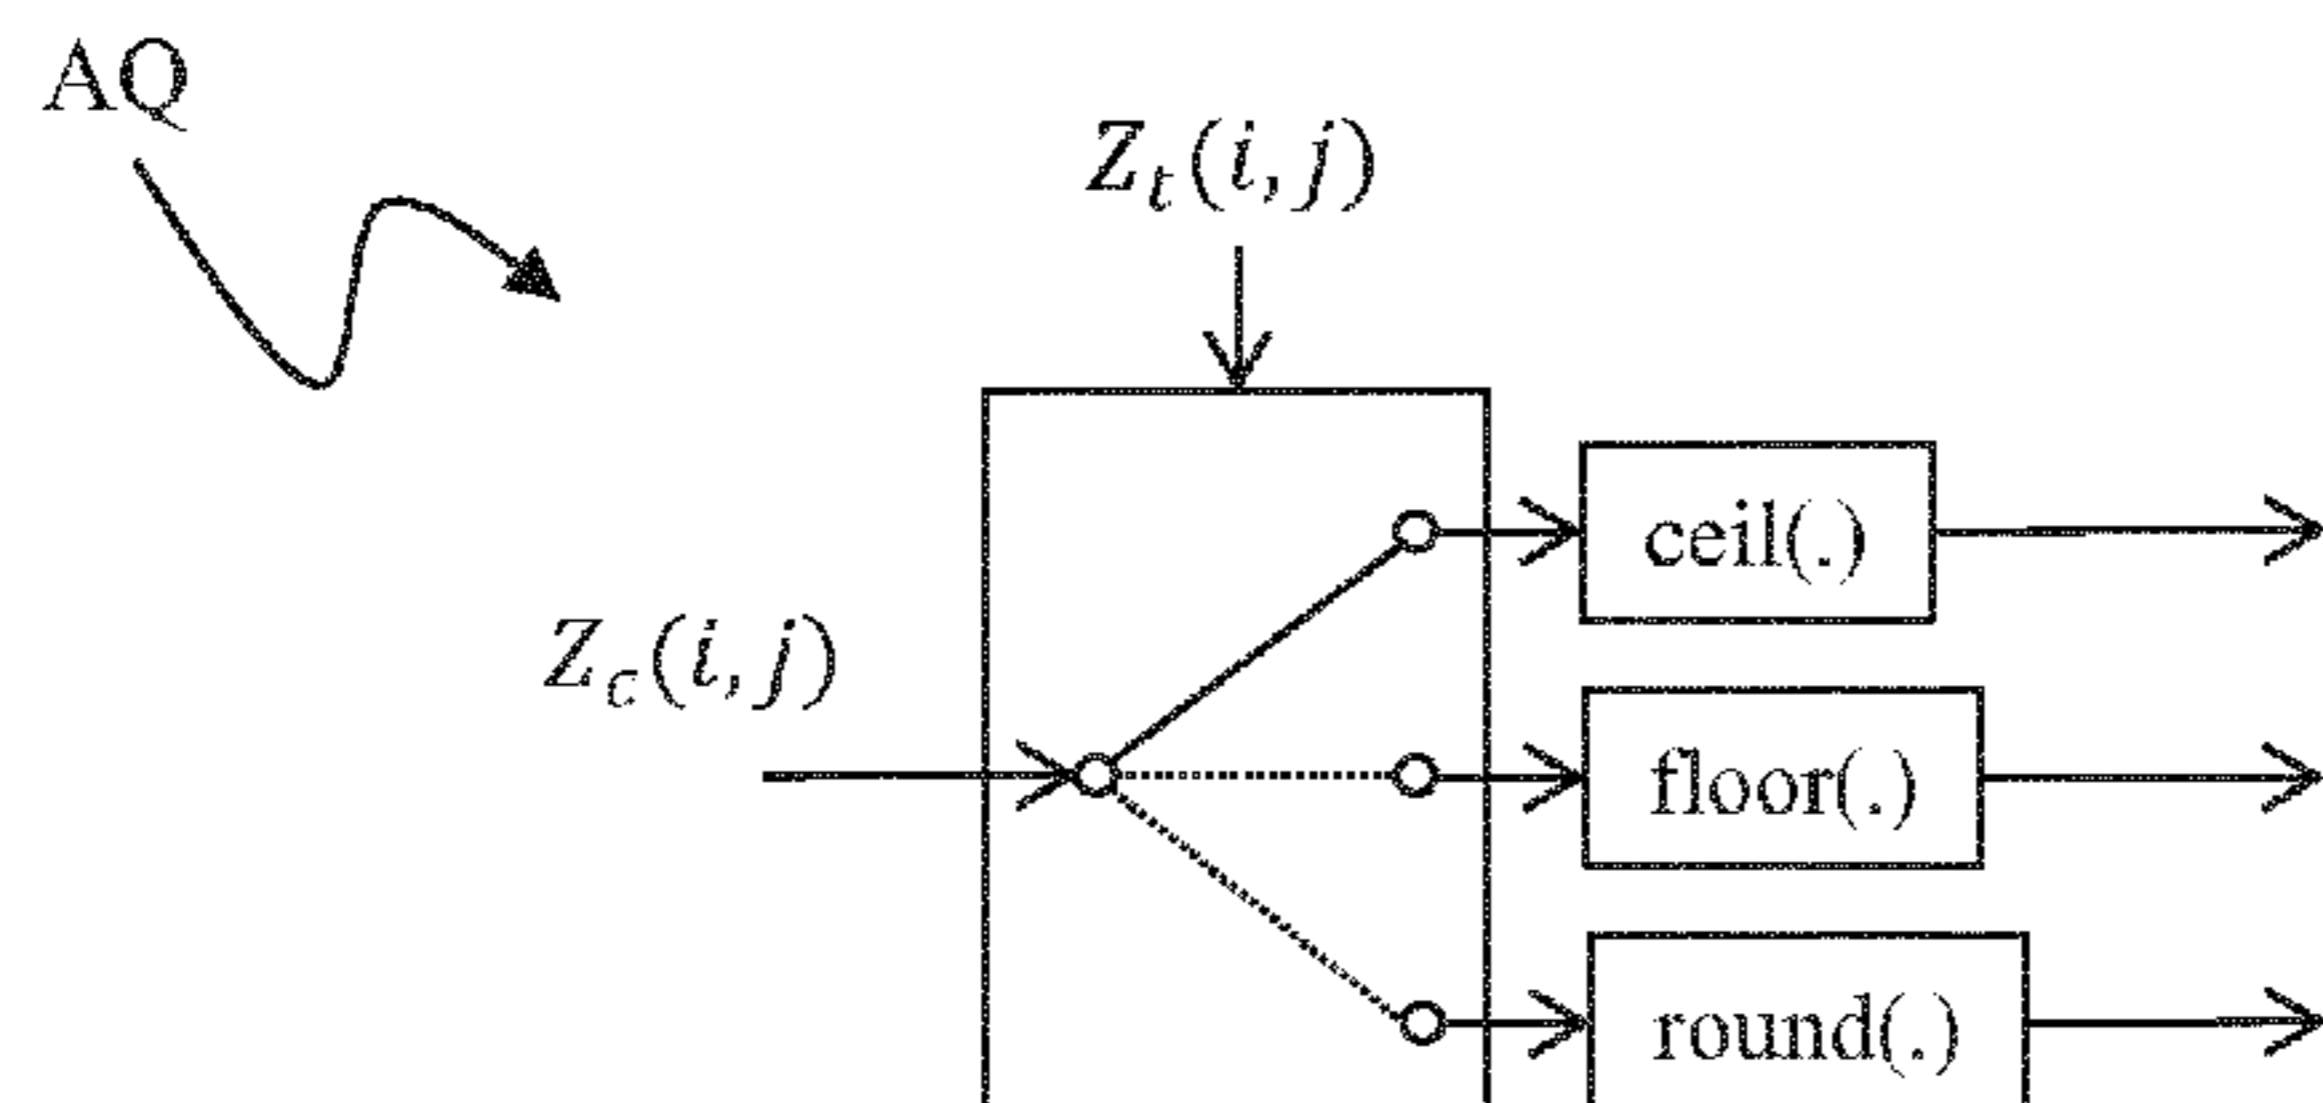 AQ
Z_t(i,j)
ceil(.)
Z_c(i,j)
floor(.)
round(.)